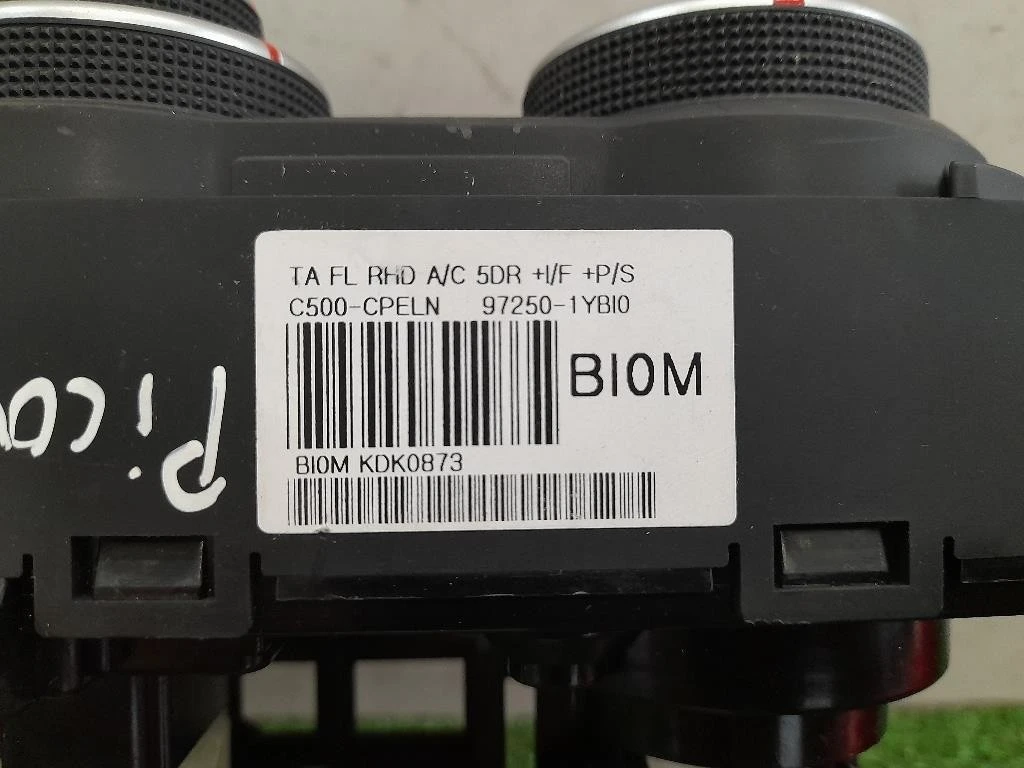 TA FL RHD A/C 5DR +I/F +P/S
C500-CPELN 97250-1YBI0
BI0M
BI0M KDK0873